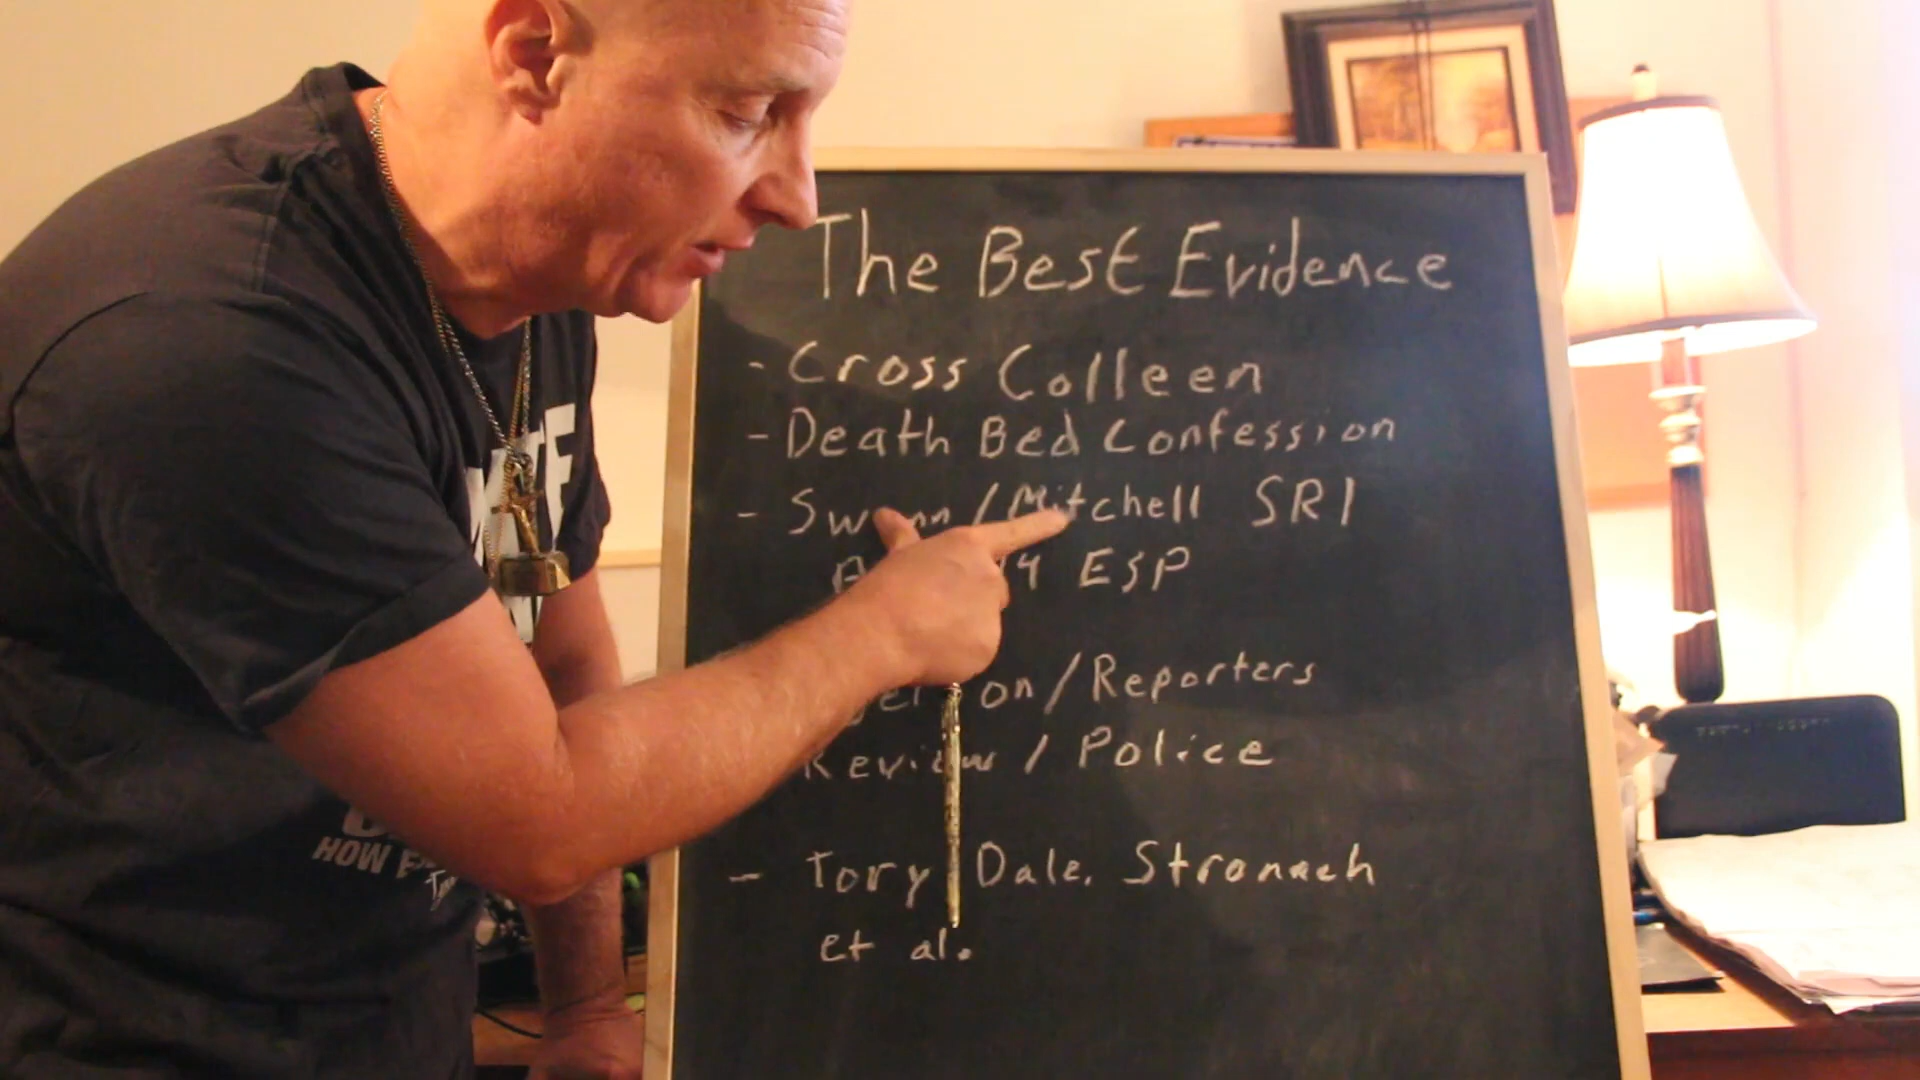 The Best Evidence
- Cross Colleen
- Death Bed Confession
- Swann / Mitchell SRI
ESP
on / Reporters
Review / Police
- Tory Dale, Stronach
et al.
HOW